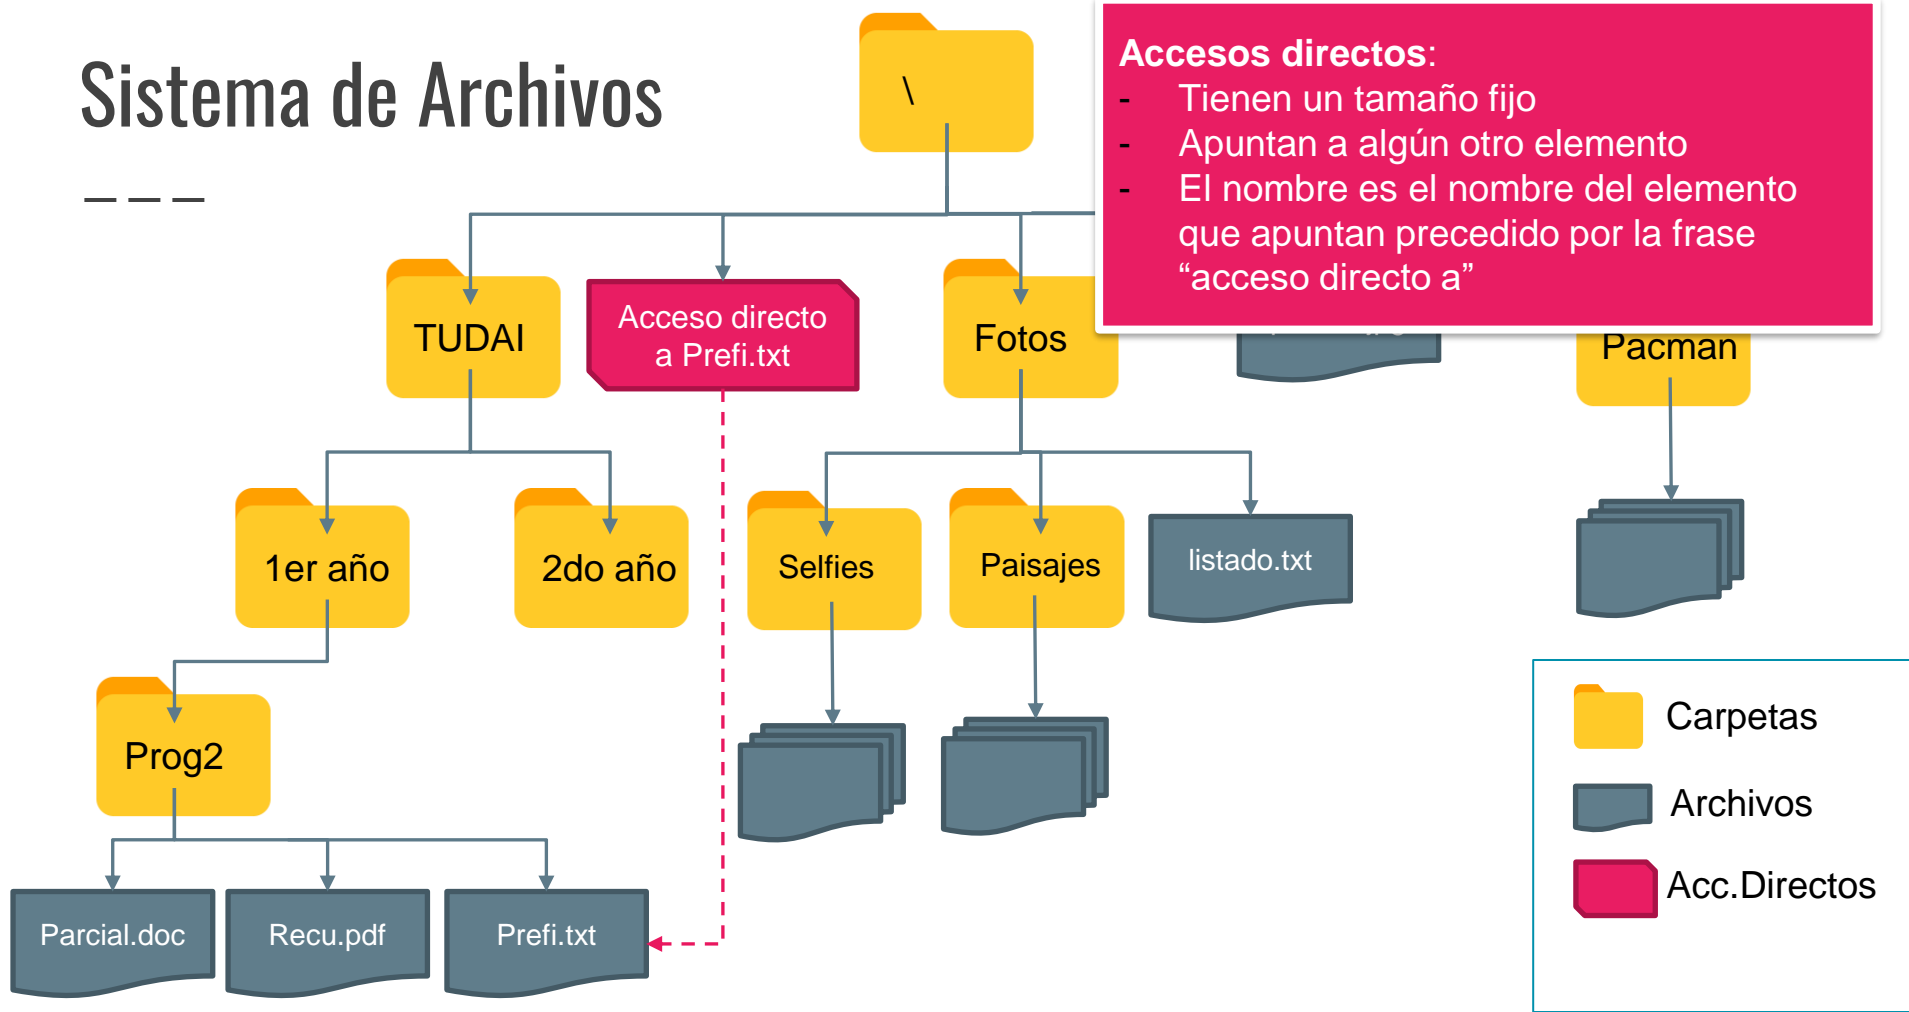 Sistema de Archivos
\
Accesos directos:
- Tienen un tamaño fijo
- Apuntan a algún otro elemento
- El nombre es el nombre del elemento
que apuntan precedido por la frase
“acceso directo a”
TUDAI
Acceso directo
a Prefi.txt
Fotos
Pacman
1er año
2do año
Selfies
Paisajes
listado.txt
Prog2
Parcial.doc
Recu.pdf
Prefi.txt
Carpetas
Archivos
Acc.Directos